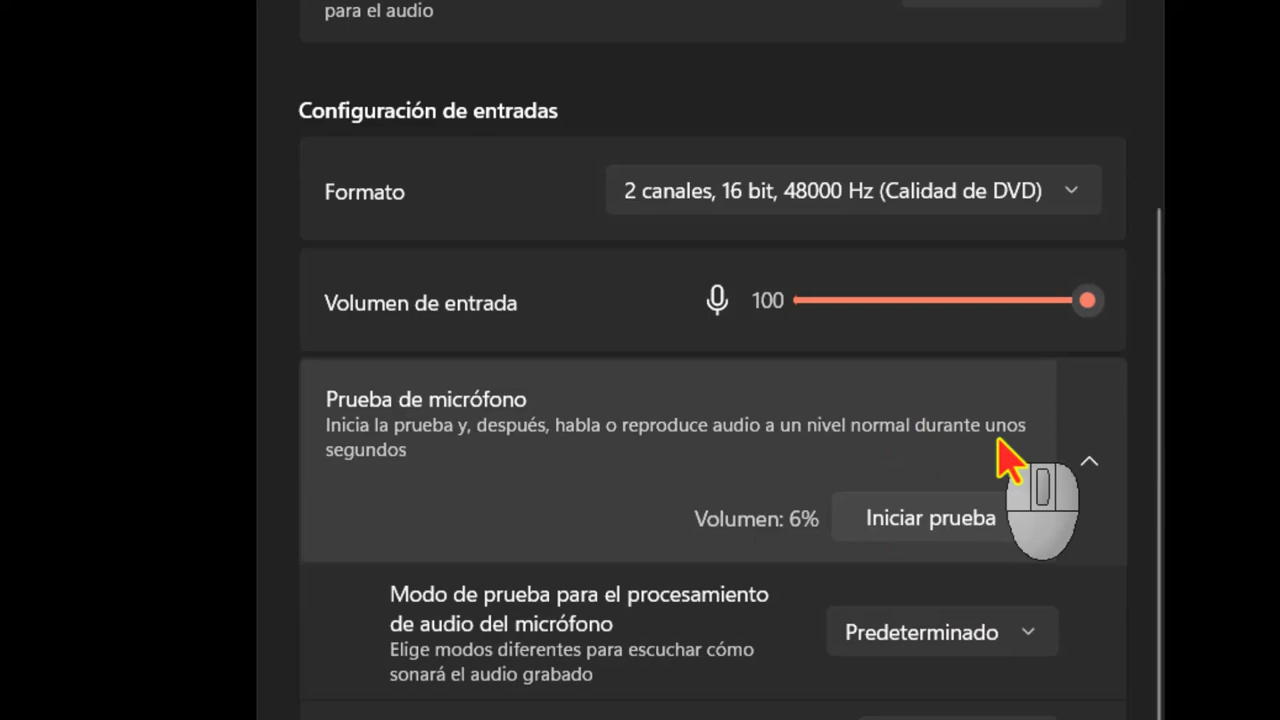 para el audio
Configuración de entradas
Formato
2 canales, 16 bit, 48000 Hz (Calidad de DVD)
Volumen de entrada
100
Prueba de micrófono
Inicia la prueba y, después, habla o reproduce audio a un nivel normal durante unos
segundos
Volumen: 6%
Iniciar prueba
Modo de prueba para el procesamiento
de audio del micrófono
Predeterminado
Elige modos diferentes para escuchar cómo
sonará el audio grabado